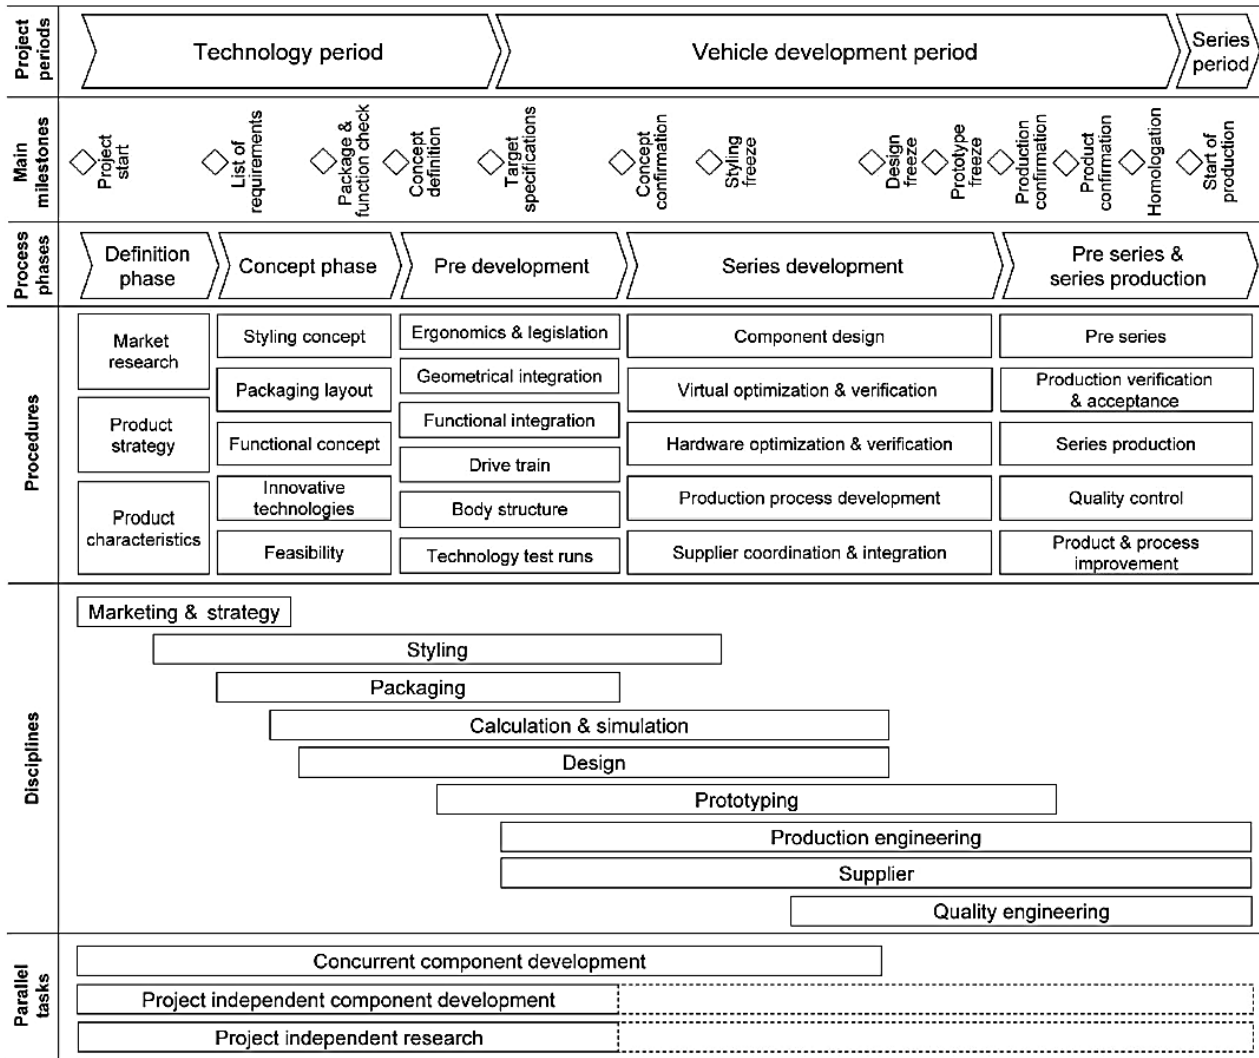 Project
periods
Technology period
Vehicle development period
Series
period
Main
milestones
Project
start
List of
requirements
Package &
function check
Concept
definition
Target
specifications
Concept
confirmation
Styling
freeze
Design
freeze
Prototype
freeze
Production
confirmation
Product
confirmation
Homologation
Start of
production
Process
phases
Definition
phase
Concept phase
Pre development
Series development
Pre series &
series production
Procedures
Market
research
Product
strategy
Product
characteristics
Styling concept
Packaging layout
Functional concept
Innovative
technologies
Feasibility
Ergonomics & legislation
Geometrical integration
Functional integration
Drive train
Body structure
Technology test runs
Component design
Virtual optimization & verification
Hardware optimization & verification
Production process development
Supplier coordination & integration
Pre series
Production verification
& acceptance
Series production
Quality control
Product & process
improvement
Disciplines
Marketing & strategy
Styling
Packaging
Calculation & simulation
Design
Prototyping
Production engineering
Supplier
Quality engineering
Parallel
tasks
Concurrent component development
Project independent component development
Project independent research